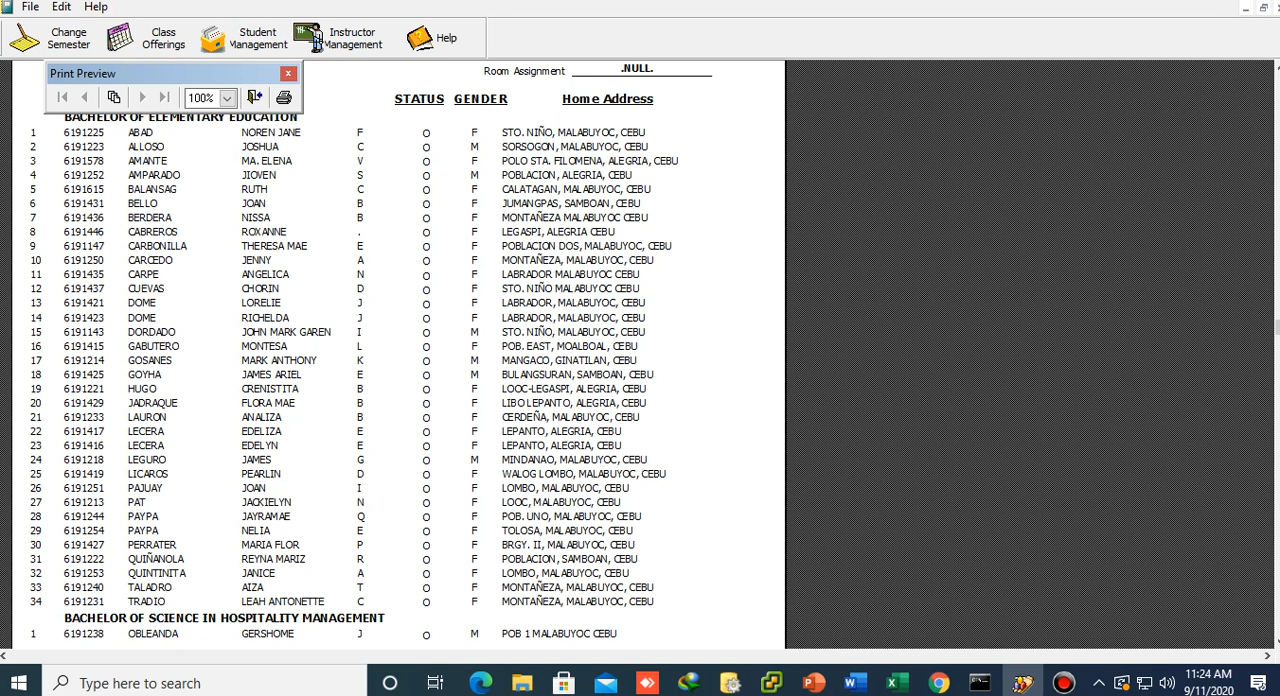 File Edit Help
Change Semester
Class Offerings
Student Management
Instructor Management
Help
Print Preview
100%
Room Assignment .NULL.
STATUS GENDER Home Address
BACHELOR OF ELEMENTARY EDUCATION
1 6191225 ABAD NOREN JANE F O F STO. NIÑO, MALABUYOC, CEBU
2 6191223 ALLOSO JOSHUA C O M SORSOGON, MALABUYOC, CEBU
3 6191578 AMANTE MA. ELENA V O F POLO STA. FILOMENA, ALEGRIA, CEBU
4 6191252 AMPARADO JIOVEN S O M POBLACION, ALEGRIA, CEBU
5 6191615 BALANSAG RUTH C O F CALATAGAN, MALABUYOC, CEBU
6 6191431 BELLO JOAN B O F JUMANGPAS, SAMBOAN, CEBU
7 6191436 BERDERA NISSA B O F MONTAÑEZA MALABUYOC CEBU
8 6191446 CABREROS ROXANNE . O F LEGASPI, ALEGRIA CEBU
9 6191147 CARBONILLA THERESA MAE E O F POBLACION DOS, MALABUYOC, CEBU
10 6191250 CARCEDO JENNY A O F MONTAÑEZA, MALABUYOC, CEBU
11 6191435 CARPE ANGELICA N O F LABRADOR MALABUYOC CEBU
12 6191437 CUEVAS CHORIN D O F STO. NIÑO MALABUYOC CEBU
13 6191421 DOME LORELIE J O F LABRADOR, MALABUYOC, CEBU
14 6191423 DOME RICHELDA J O F LABRADOR, MALABUYOC, CEBU
15 6191143 DORDADO JOHN MARK GAREN I O M STO. NIÑO, MALABUYOC, CEBU
16 6191415 GABUTERO MONTESA L O F POB. EAST, MOALBOAL, CEBU
17 6191214 GOSANES MARK ANTHONY K O M MANGACO, GINATILAN, CEBU
18 6191425 GOYHA JAMES ARIEL E O M BULANGSURAN, SAMBOAN, CEBU
19 6191221 HUGO CRENISTITA B O F LOOC-LEGASPI, ALEGRIA, CEBU
20 6191429 JADRAQUE FLORA MAE B O F LIBO LEPANTO, ALEGRIA, CEBU
21 6191233 LAURON ANALIZA B O F CERDEÑA, MALABUYOC, CEBU
22 6191417 LECERA EDELIZA E O F LEPANTO, ALEGRIA, CEBU
23 6191416 LECERA EDELYN E O F LEPANTO, ALEGRIA, CEBU
24 6191218 LEGURO JAMES G O M MINDANAO, MALABUYOC, CEBU
25 6191419 LICAROS PEARLIN D O F WALOG LOMBO, MALABUYOC, CEBU
26 6191251 PAJUAY JOAN I O F LOMBO, MALABUYOC, CEBU
27 6191213 PAT JACKIELYN N O F LOOC, MALABUYOC, CEBU
28 6191244 PAYPA JAYRAMAE Q O F POB. UNO, MALABUYOC, CEBU
29 6191254 PAYPA NELIA E O F TOLOSA, MALABUYOC, CEBU
30 6191427 PERRATER MARIA FLOR P O F BRGY. II, MALABUYOC, CEBU
31 6191222 QUIÑANOLA REYNA MARIZ R O F POBLACION, SAMBOAN, CEBU
32 6191253 QUINTINITA JANICE A O F LOMBO, MALABUYOC, CEBU
33 6191240 TALADRO AIZA T O F MONTAÑEZA, MALABUYOC, CEBU
34 6191231 TRADIO LEAH ANTONETTE C O F MONTAÑEZA, MALABUYOC, CEBU
BACHELOR OF SCIENCE IN HOSPITALITY MANAGEMENT
1 6191238 OBLEANDA GERSHOME J O M POB 1 MALABUYOC CEBU
Type here to search
11:24 AM
9/11/2020